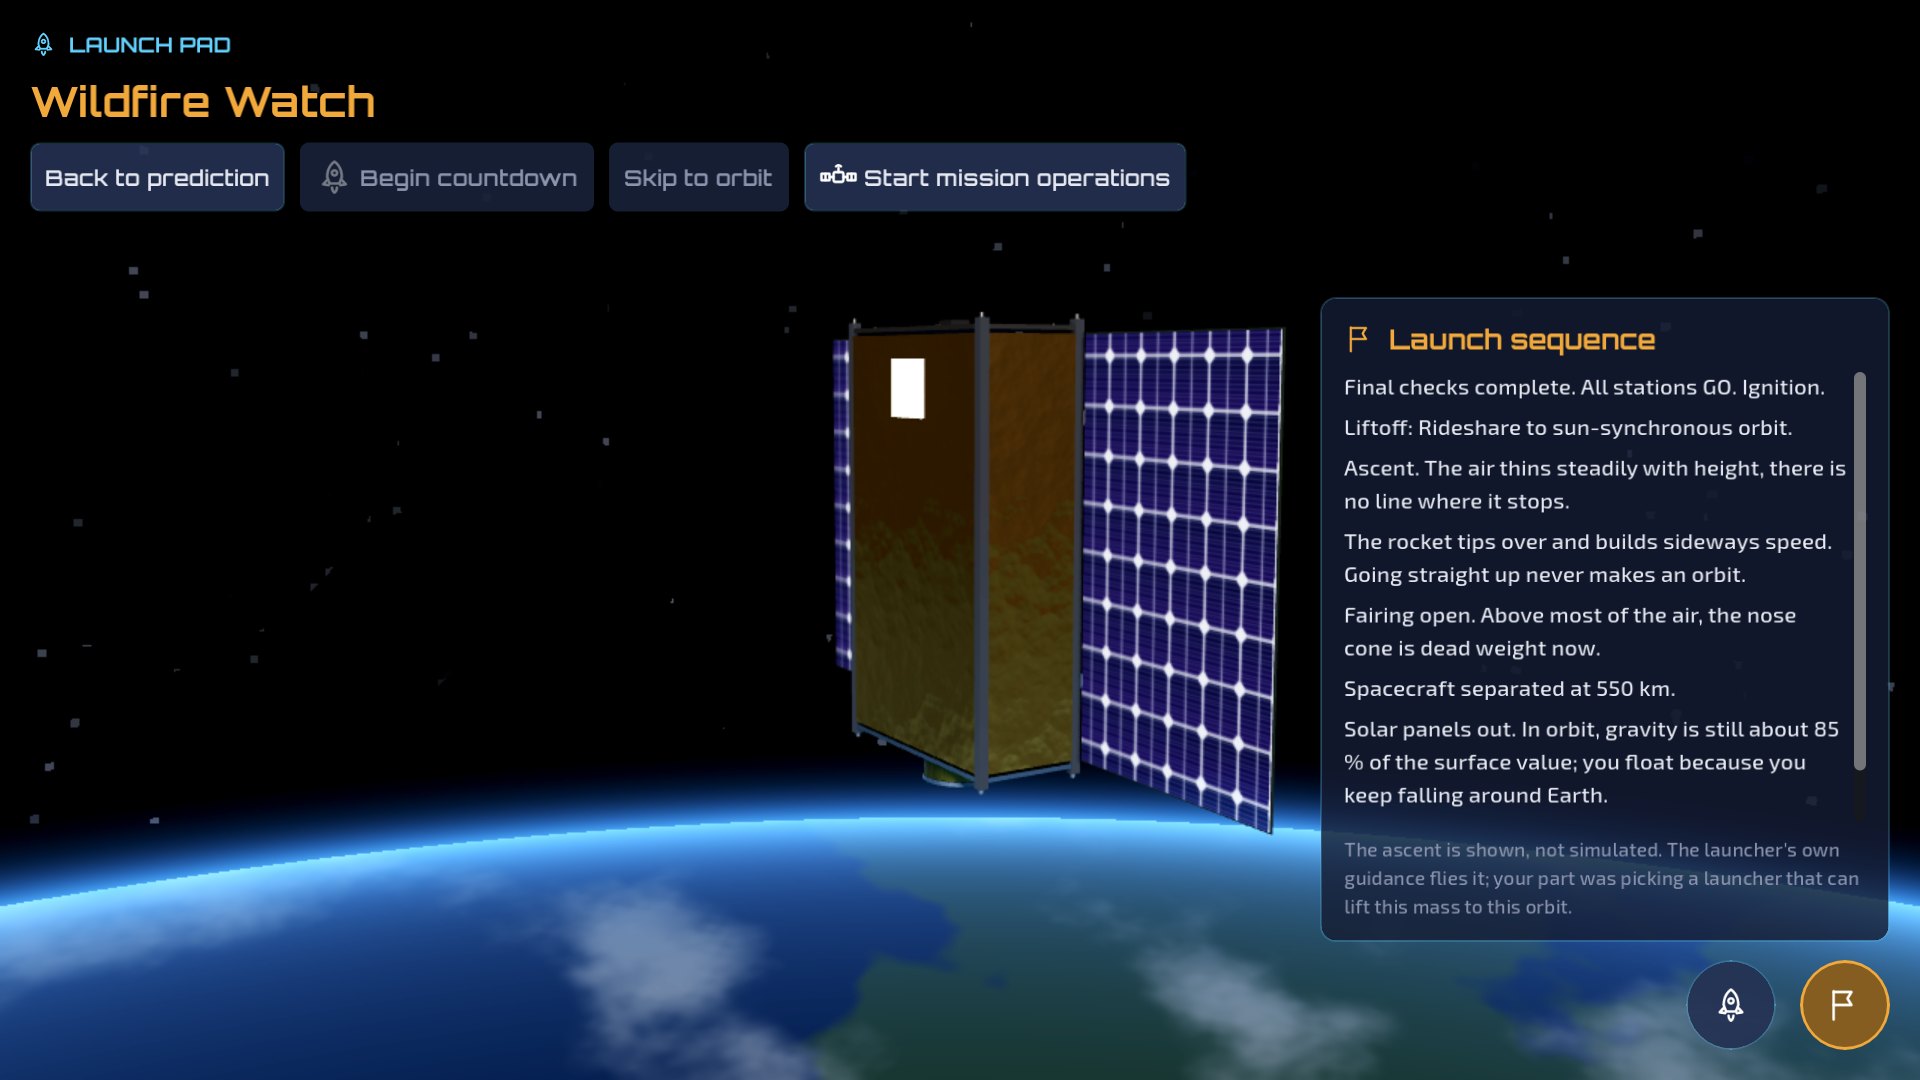 LAUNCH PAD
Wildfire Watch
Back to prediction
Begin countdown
Skip to orbit
Start mission operations
Launch sequence
Final checks complete. All stations GO. Ignition.
Liftoff: Rideshare to sun-synchronous orbit.
Ascent. The air thins steadily with height, there is
no line where it stops.
The rocket tips over and builds sideways speed.
Going straight up never makes an orbit.
Fairing open. Above most of the air, the nose
cone is dead weight now.
Spacecraft separated at 550 km.
Solar panels out. In orbit, gravity is still about 85
% of the surface value; you float because you
keep falling around Earth.
The ascent is shown, not simulated. The launcher's own
guidance flies it; your part was picking a launcher that can
lift this mass to this orbit.